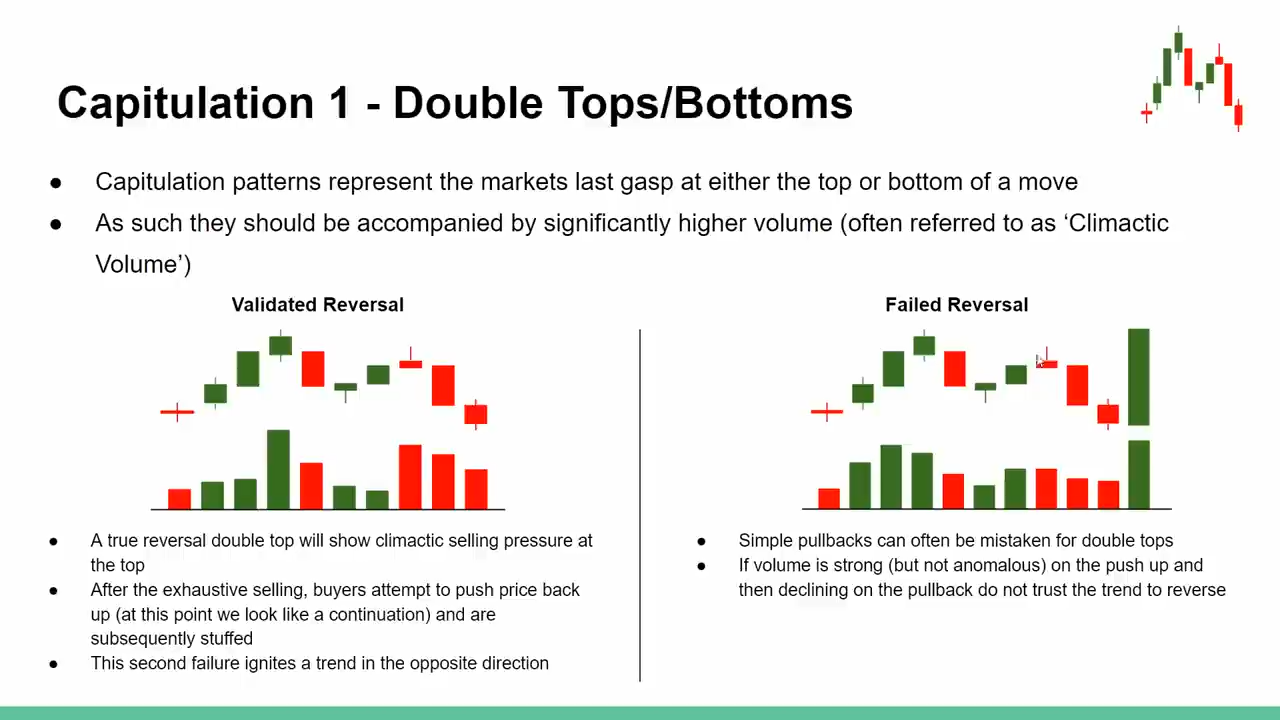 Capitulation 1 - Double Tops/Bottoms
● Capitulation patterns represent the markets last gasp at either the top or bottom of a move
● As such they should be accompanied by significantly higher volume (often referred to as ‘Climactic
Volume’)
Validated Reversal
● A true reversal double top will show climactic selling pressure at
the top
● After the exhaustive selling, buyers attempt to push price back
up (at this point we look like a continuation) and are
subsequently stuffed
● This second failure ignites a trend in the opposite direction
Failed Reversal
● Simple pullbacks can often be mistaken for double tops
● If volume is strong (but not anomalous) on the push up and
then declining on the pullback do not trust the trend to reverse